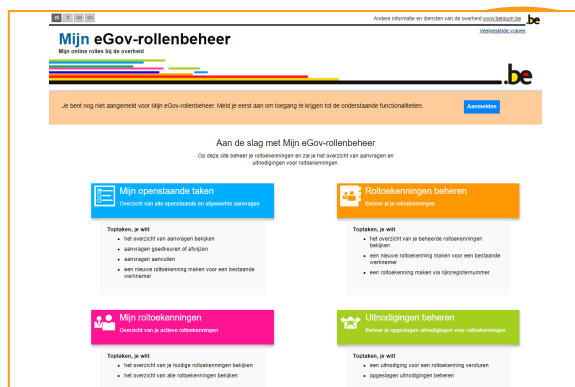 nl fr de en
Andere informatie en diensten van de overheid www.belgium.be .be
Mijn eGov-rollenbeheer
Mijn online rollen bij de overheid
Veelgestelde vragen
.be
Je bent nog niet aangemeld voor Mijn eGov-rollenbeheer. Meld je eerst aan om toegang te krijgen tot de onderstaande functionaliteiten.
Aanmelden
Aan de slag met Mijn eGov-rollenbeheer
Op deze site beheer je roltoekenningen en zie je het overzicht van aanvragen en
uitnodigingen voor roltoekenningen.
Mijn openstaande taken
Overzicht van alle openstaande en afgewerkte aanvragen
Toptaken, je wilt
• het overzicht van aanvragen bekijken
• aanvragen goedkeuren of afwijzen
• aanvragen aanvullen
• een nieuwe roltoekenning maken voor een bestaande
werknemer
Roltoekenningen beheren
Beheer al je roltoekenningen
Toptaken, je wilt
• het overzicht van je beheerde roltoekenningen
bekijken
• een nieuwe roltoekenning maken voor een bestaande
werknemer
• een roltoekenning maken via rijksregisternummer
Mijn roltoekenningen
Overzicht van je actieve roltoekenningen
Toptaken, je wilt
• het overzicht van je huidige roltoekenningen bekijken
• het overzicht van alle roltoekenningen bekijken
Uitnodigingen beheren
Beheer je opgeslagen uitnodigingen voor roltoekenningen
Toptaken, je wilt
• een uitnodiging voor een roltoekenning versturen
• opgeslagen uitnodigingen beheren